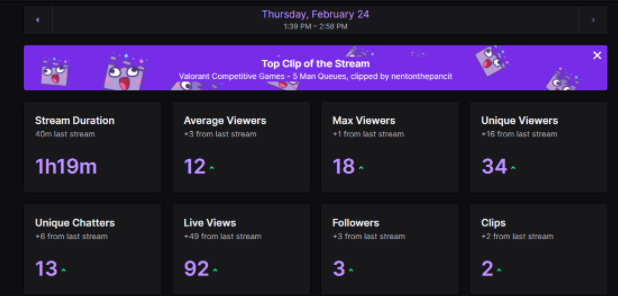 Thursday, February 24
1:39 PM – 2:58 PM
Top Clip of the Stream
Valorant Competitive Games - 5 Man Queues, clipped by nentonthepancit
Stream Duration
40m last stream
1h19m
Average Viewers
+3 from last stream
12
Max Viewers
+1 from last stream
18
Unique Viewers
+16 from last stream
34
Unique Chatters
+6 from last stream
13
Live Views
+49 from last stream
92
Followers
+3 from last stream
3
Clips
+2 from last stream
2